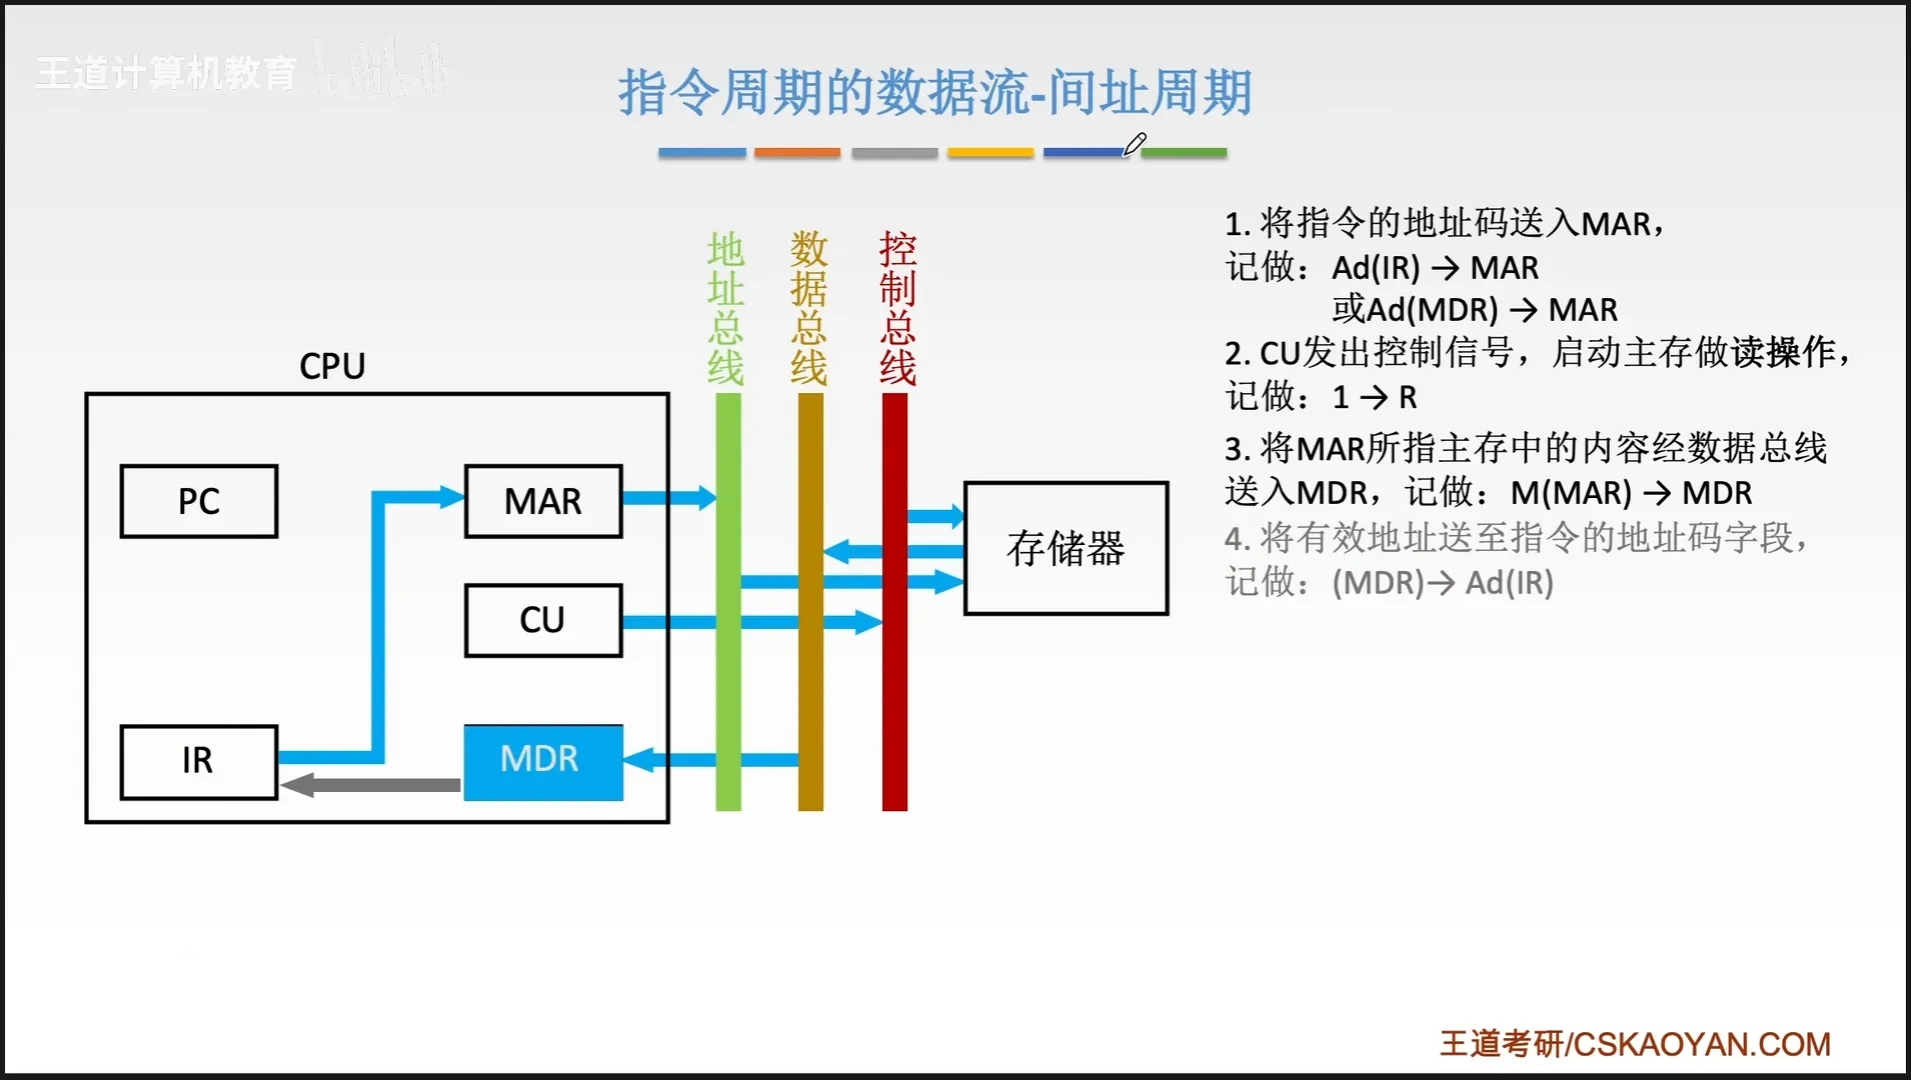 王道计算机教育 bilibili
指令周期的数据流-间址周期
地址总线
数据总线
控制总线
CPU
PC
MAR
CU
IR
MDR
存储器
1. 将指令的地址码送入MAR，
记做：Ad(IR) → MAR
或Ad(MDR) → MAR
2. CU发出控制信号，启动主存做读操作，
记做：1 → R
3. 将MAR所指主存中的内容经数据总线
送入MDR，记做：M(MAR) → MDR
4. 将有效地址送至指令的地址码字段，
记做：(MDR)→ Ad(IR)
王道考研/CSKAOYAN.COM